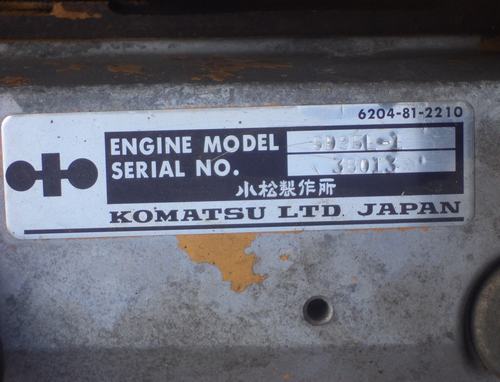 6204-81-2210
ENGINE MODEL
SERIAL NO.
小松製作所
KOMATSU LTD. JAPAN